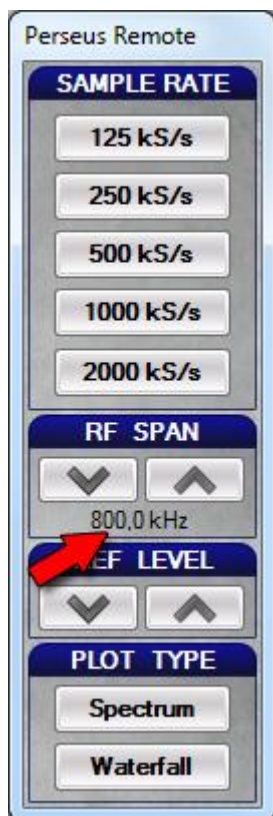 Perseus Remote
SAMPLE RATE
125 kS/s
250 kS/s
500 kS/s
1000 kS/s
2000 kS/s
RF SPAN
800,0 kHz
EF LEVEL
PLOT TYPE
Spectrum
Waterfall